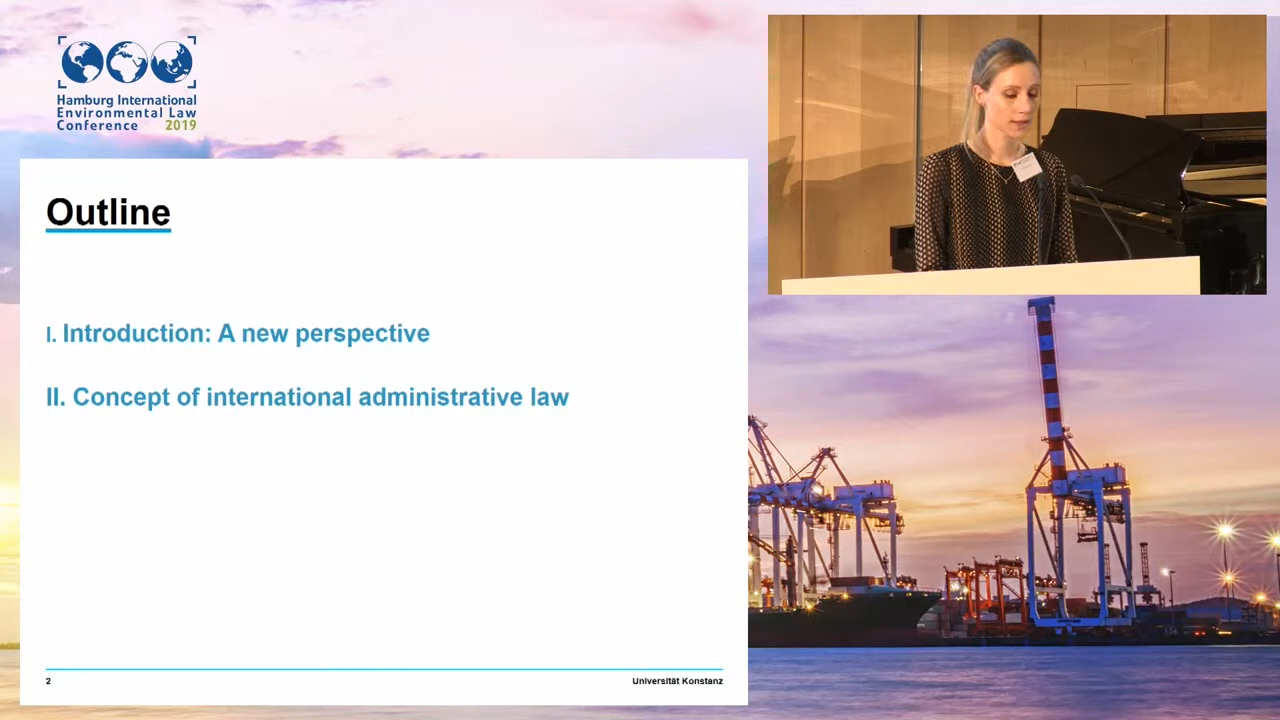 Hamburg International
Environmental Law
Conference 2019
Outline
I. Introduction: A new perspective
II. Concept of international administrative law
2
Universität Konstanz